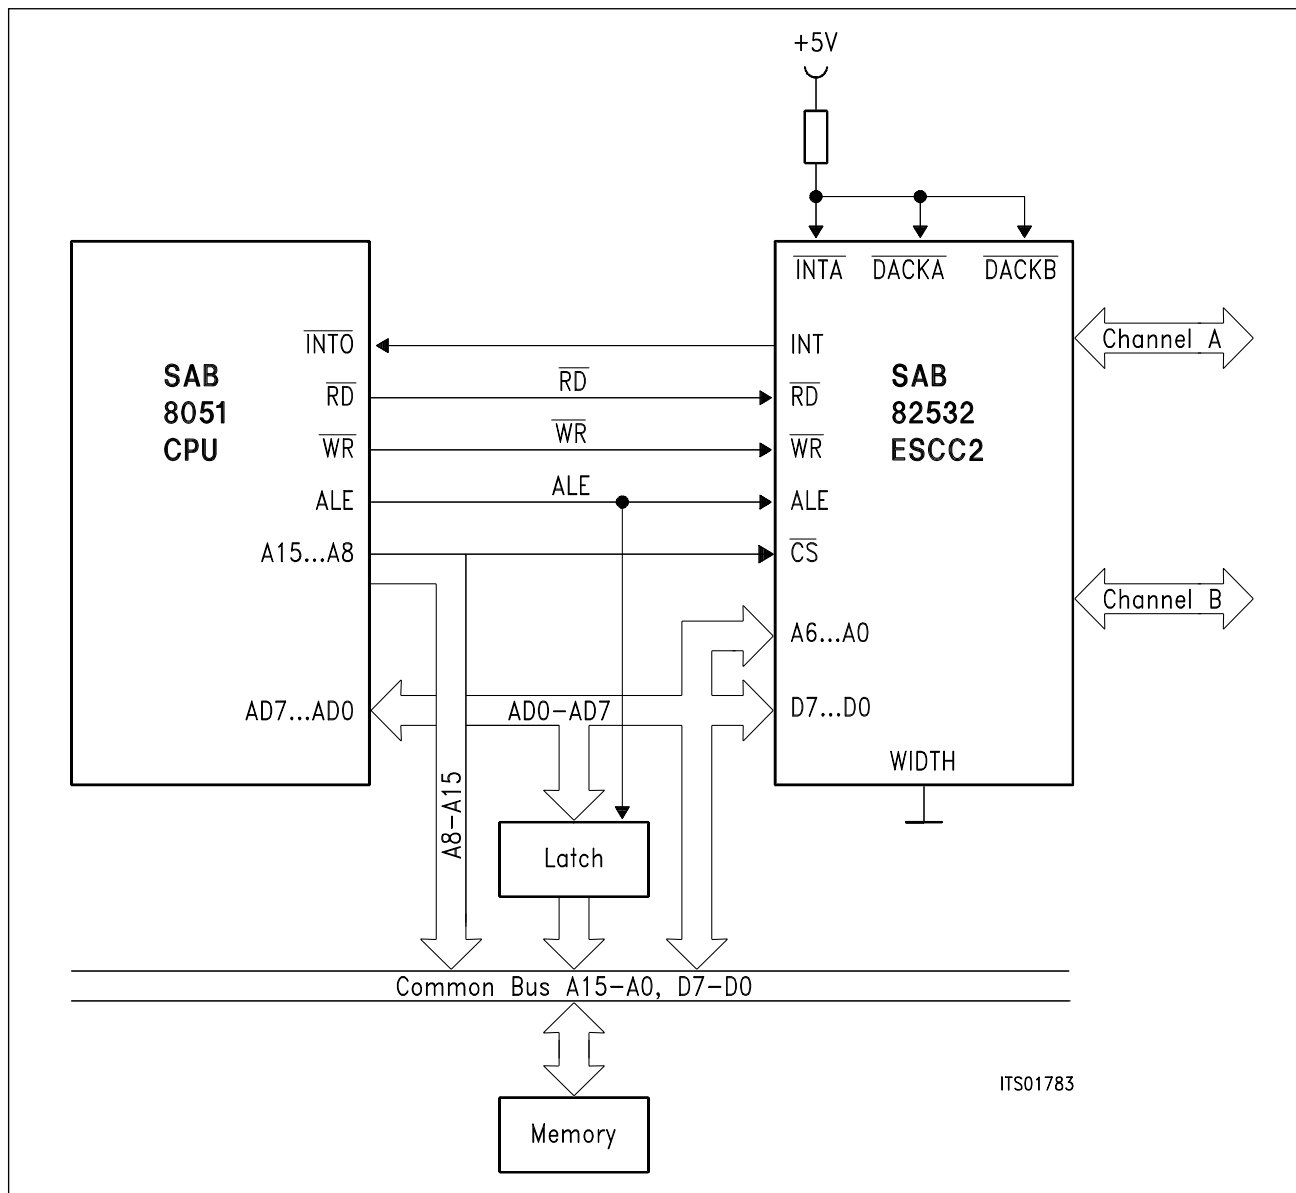 +5V
INTA DACKA DACKB
INTO INT
Channel A
SAB
8051
CPU
SAB
82532
ESCC2
RD RD RD
WR WR WR
ALE ALE ALE
A15...A8 CS
Channel B
A6...A0
AD7...AD0 AD0-AD7 D7...D0
WIDTH
A8-A15
Latch
Common Bus A15-A0, D7-D0
ITS01783
Memory